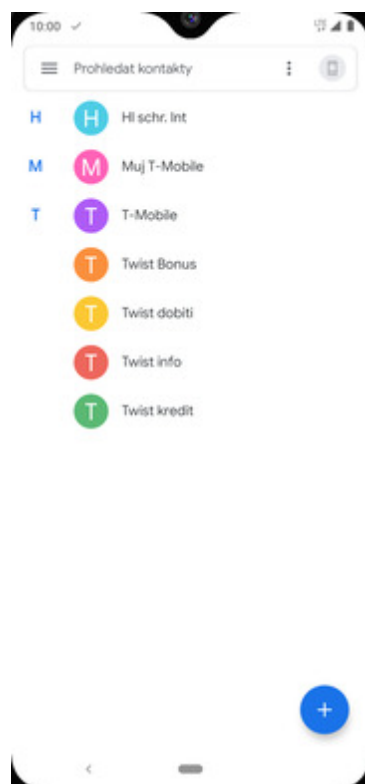 10:00
Prohledat kontakty
H
H
Hl schr. Int
M
M
Muj T-Mobile
T
T
T-Mobile
T
Twist Bonus
T
Twist dobiti
T
Twist info
T
Twist kredit